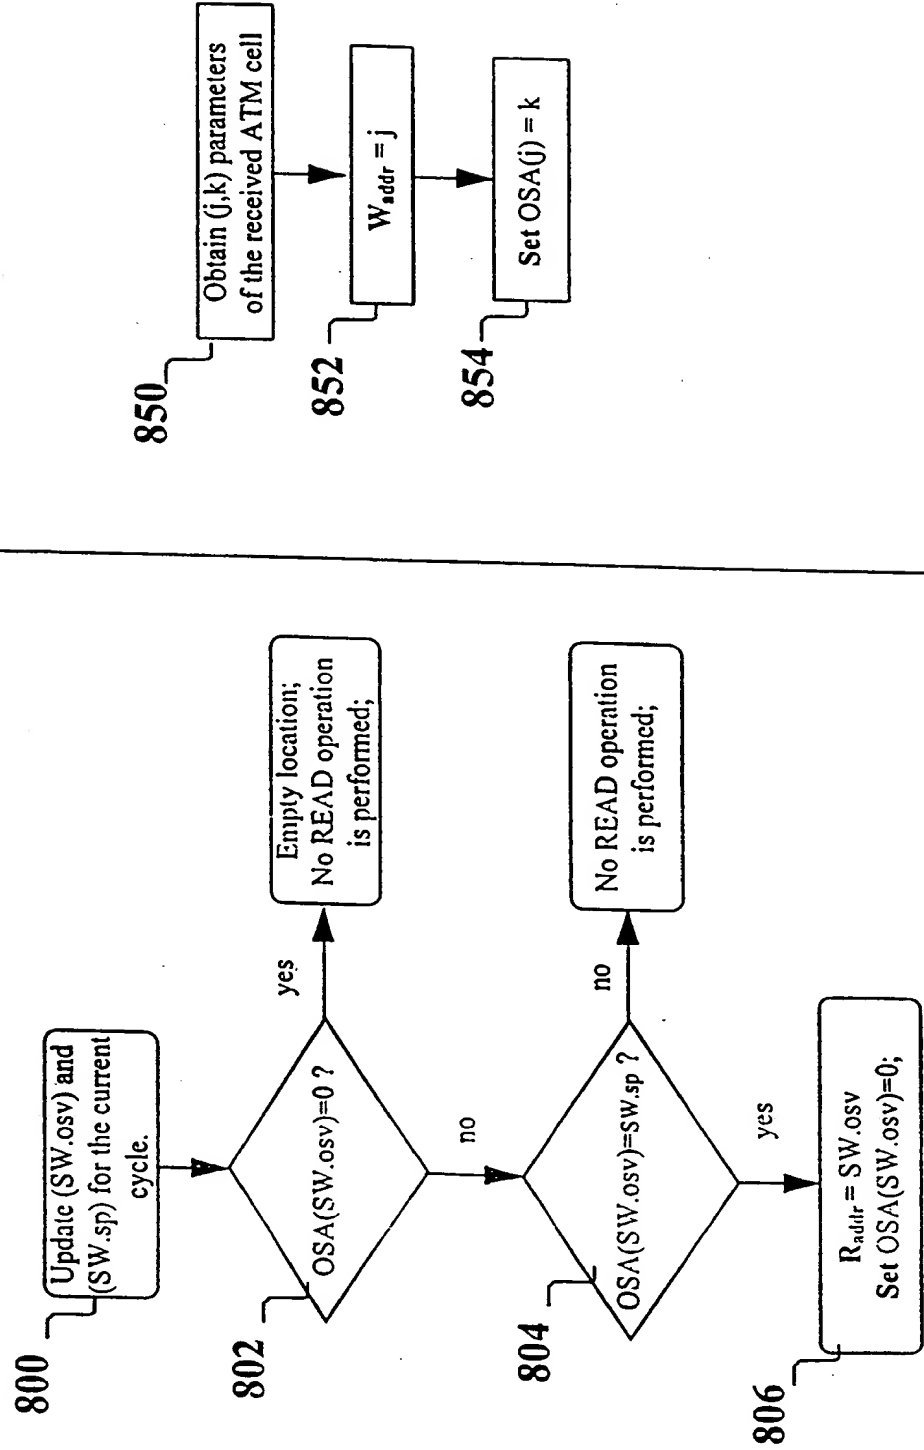 800
Update (SW.osv) and
(SW.sp) for the current
cycle.
802
OSA(SW.osv)=0 ?
yes
Empty location;
No READ operation
is performed;
no
804
OSA(SW.osv)=SW.sp ?
no
No READ operation
is performed;
yes
806
Raddr = SW.osv
Set OSA(SW.osv)=0;
850
Obtain (j,k) parameters
of the received ATM cell
852
Waddr = j
854
Set OSA(j) = k